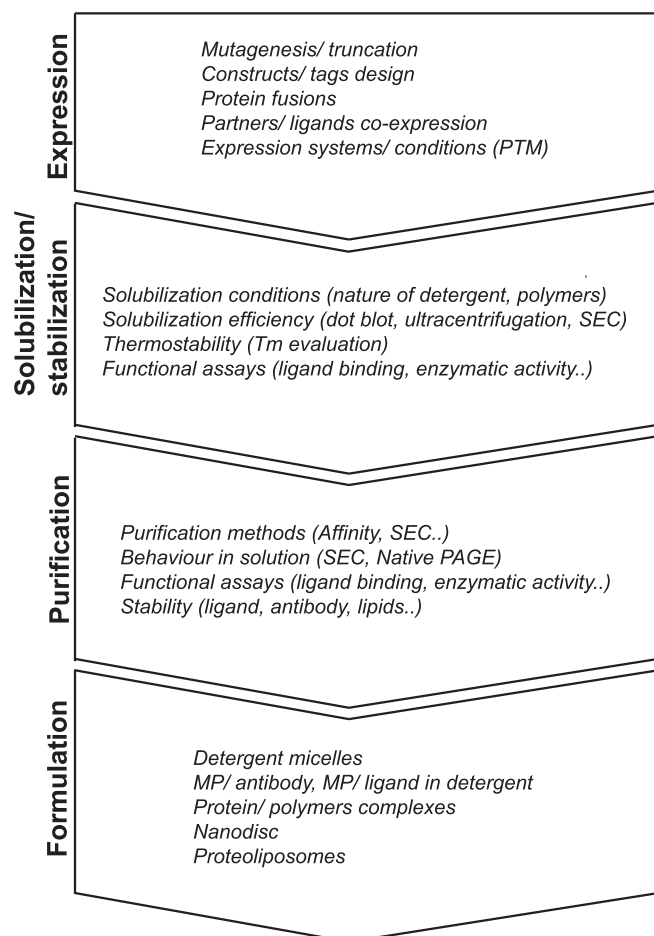 Expression
Mutagenesis/ truncation
Constructs/ tags design
Protein fusions
Partners/ ligands co-expression
Expression systems/ conditions (PTM)
Solubilization/
stabilization
Solubilization conditions (nature of detergent, polymers)
Solubilization efficiency (dot blot, ultracentrifugation, SEC)
Thermostability (Tm evaluation)
Functional assays (ligand binding, enzymatic activity..)
Purification
Purification methods (Affinity, SEC..)
Behaviour in solution (SEC, Native PAGE)
Functional assays (ligand binding, enzymatic activity..)
Stability (ligand, antibody, lipids..)
Formulation
Detergent micelles
MP/ antibody, MP/ ligand in detergent
Protein/ polymers complexes
Nanodisc
Proteoliposomes